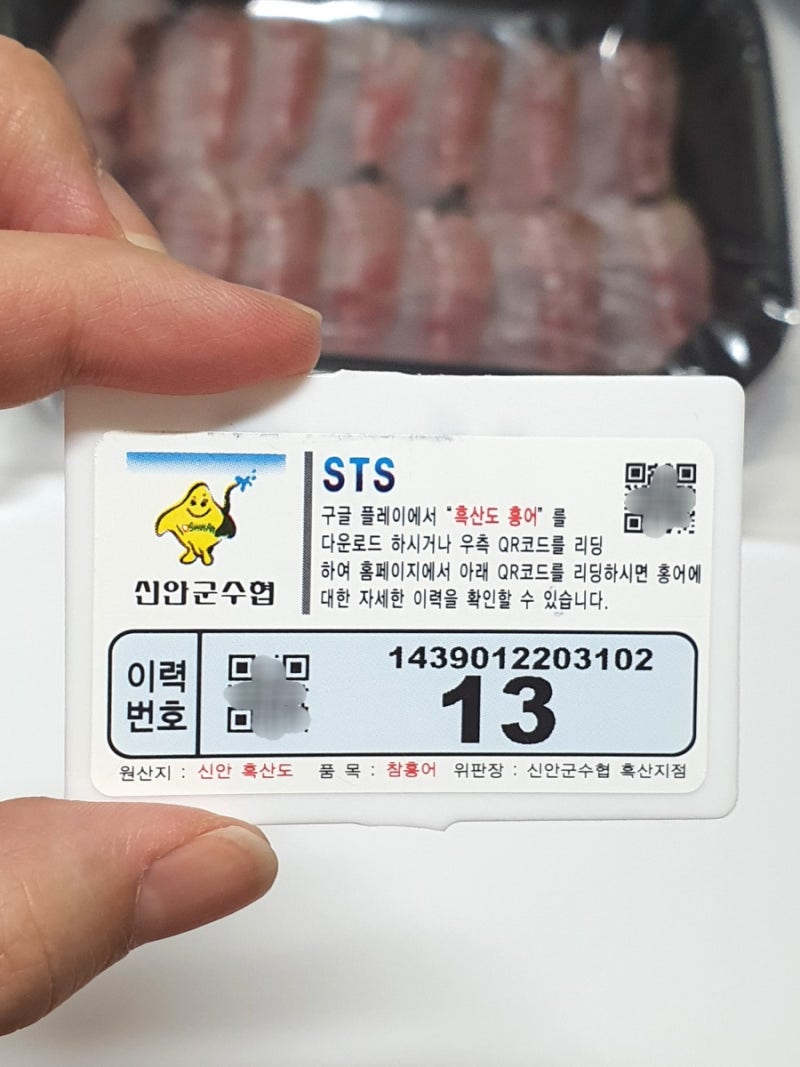 STS
구글 플레이에서 "흑산도 홍어" 를
다운로드 하시거나 우측 QR코드를 리딩
하여 홈페이지에서 아래 QR코드를 리딩하시면 홍어에
대한 자세한 이력을 확인할 수 있습니다.
신안군수협
이력
번호
1439012203102
13
원산지 : 신안 흑산도 품 목 : 참홍어 위판장 : 신안군수협 흑산지점